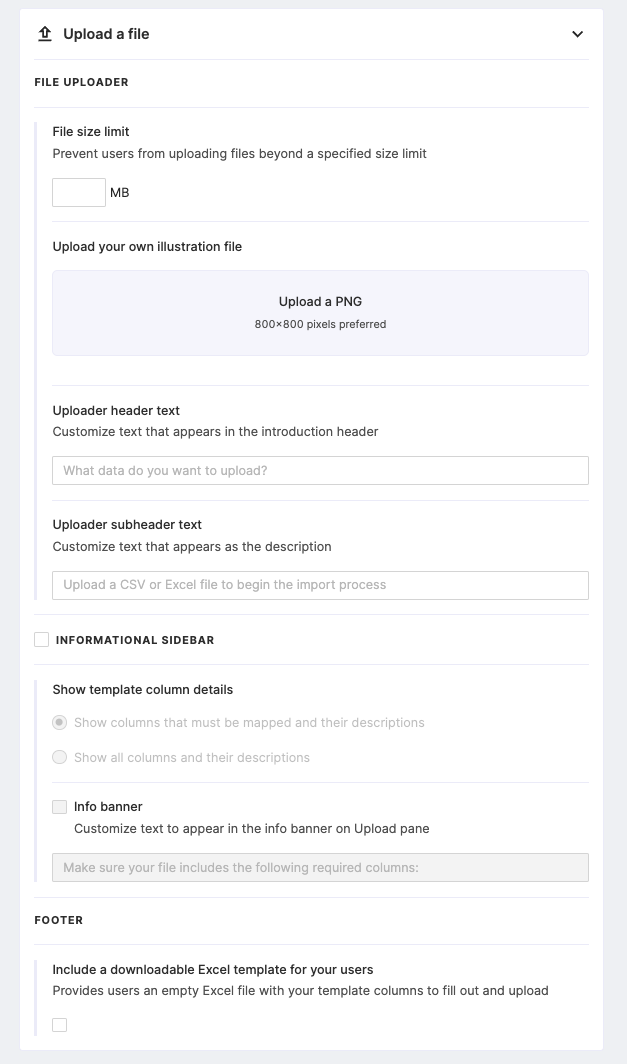 Upload a file
FILE UPLOADER
File size limit
Prevent users from uploading files beyond a specified size limit
MB
Upload your own illustration file
Upload a PNG
800×800 pixels preferred
Uploader header text
Customize text that appears in the introduction header
What data do you want to upload?
Uploader subheader text
Customize text that appears as the description
Upload a CSV or Excel file to begin the import process
INFORMATIONAL SIDEBAR
Show template column details
Show columns that must be mapped and their descriptions
Show all columns and their descriptions
Info banner
Customize text to appear in the info banner on Upload pane
Make sure your file includes the following required columns:
FOOTER
Include a downloadable Excel template for your users
Provides users an empty Excel file with your template columns to fill out and upload